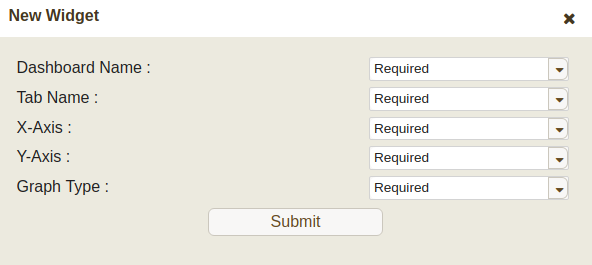 New Widget
Dashboard Name : Required
Tab Name : Required
X-Axis : Required
Y-Axis : Required
Graph Type : Required
Submit